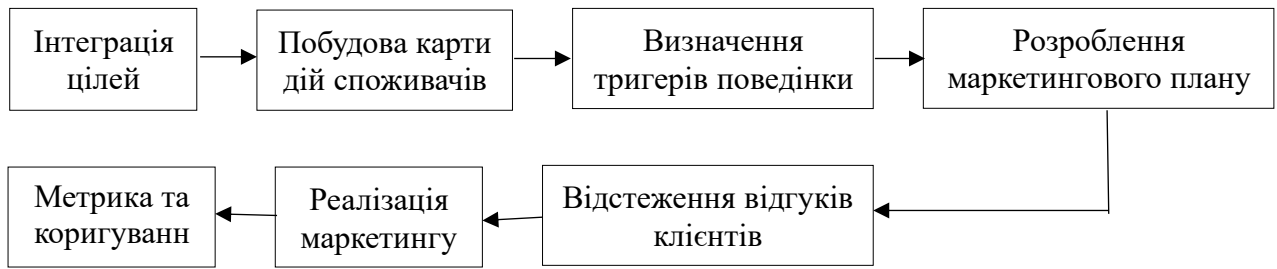 Інтеграція
цілей
Побудова карти
дій споживачів
Визначення
тригерів поведінки
Розроблення
маркетингового плану
Відстеження відгуків
клієнтів
Реалізація
маркетингу
Метрика та
коригуванн